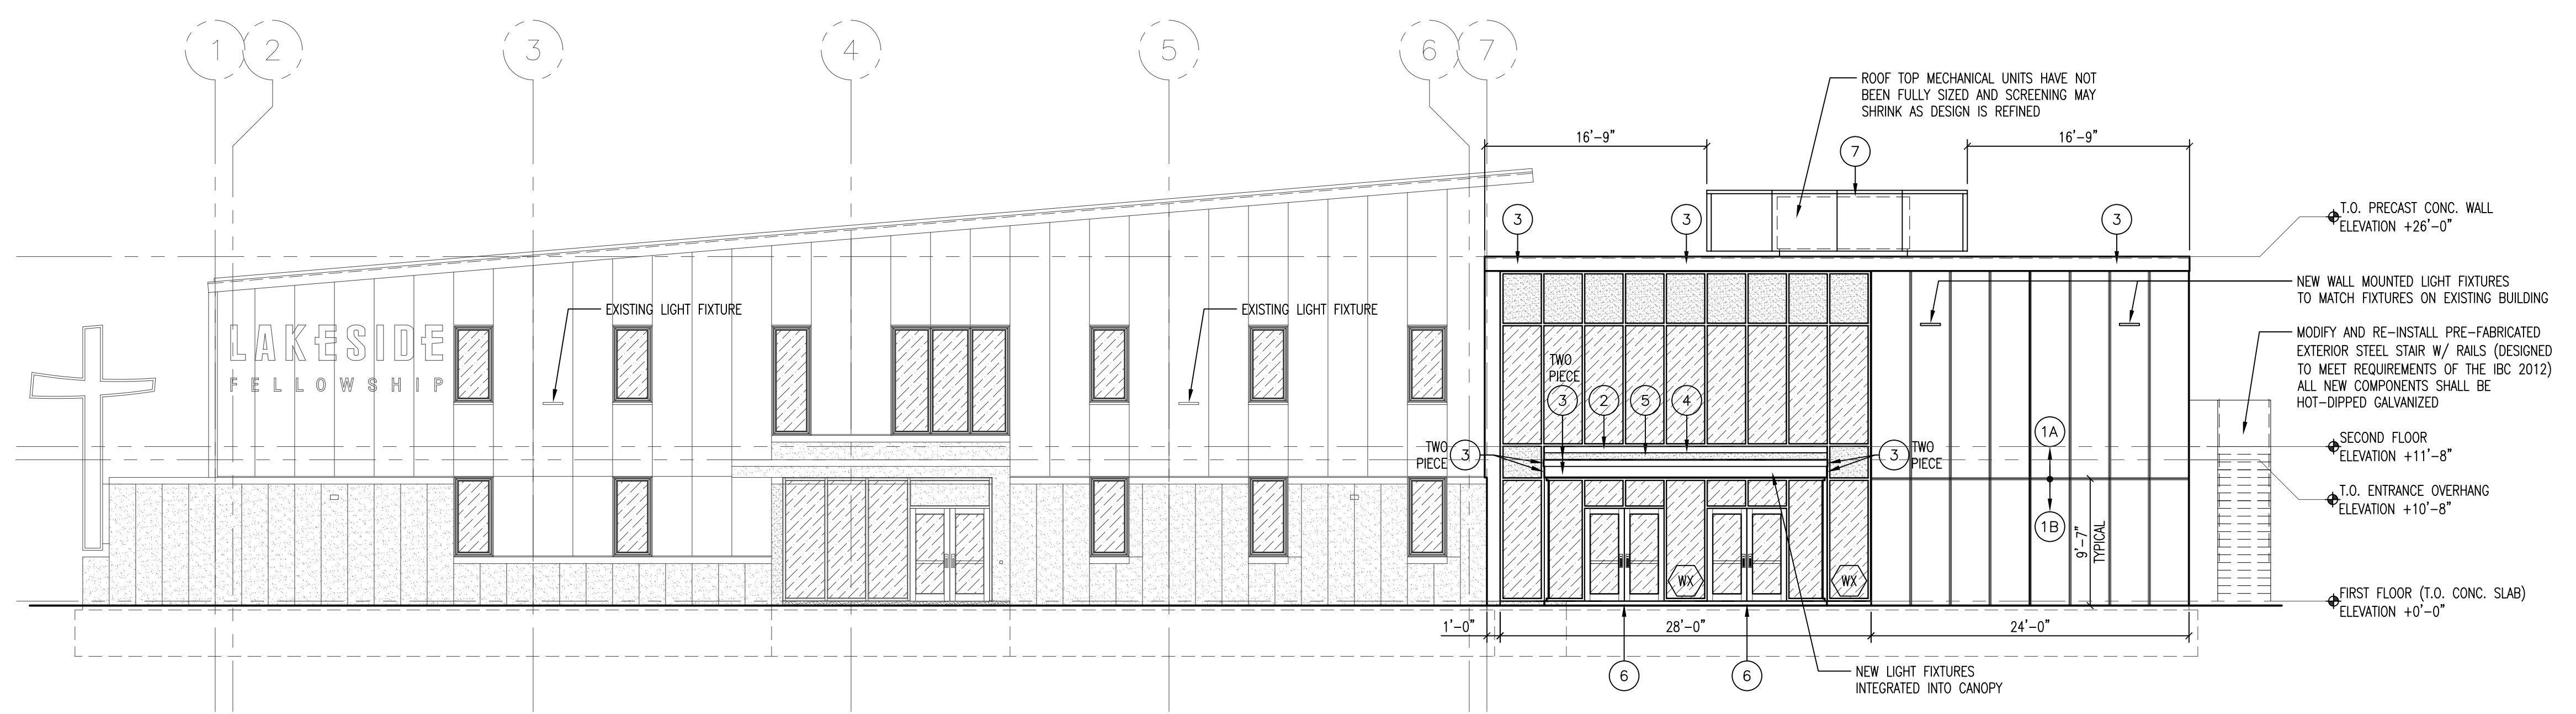 1
2
3
4
5
6
7
ROOF TOP MECHANICAL UNITS HAVE NOT
BEEN FULLY SIZED AND SCREENING MAY
SHRINK AS DESIGN IS REFINED
16'-9"
16'-9"
7
3
3
3
T.O. PRECAST CONC. WALL
ELEVATION +26'-0"
NEW WALL MOUNTED LIGHT FIXTURES
TO MATCH FIXTURES ON EXISTING BUILDING
EXISTING LIGHT FIXTURE
EXISTING LIGHT FIXTURE
LAKESIDE
FELLOWSHIP
MODIFY AND RE-INSTALL PRE-FABRICATED
EXTERIOR STEEL STAIR W/ RAILS (DESIGNED
TO MEET REQUIREMENTS OF THE IBC 2012)
ALL NEW COMPONENTS SHALL BE
HOT-DIPPED GALVANIZED
TWO
PIECE
3
2
5
4
1A
TWO
PIECE
3
3
TWO
PIECE
SECOND FLOOR
ELEVATION +11'-8"
T.O. ENTRANCE OVERHANG
ELEVATION +10'-8"
1B
9'-7"
TYPICAL
WX
WX
FIRST FLOOR (T.O. CONC. SLAB)
ELEVATION +0'-0"
1'-0"
28'-0"
24'-0"
6
6
NEW LIGHT FIXTURES
INTEGRATED INTO CANOPY